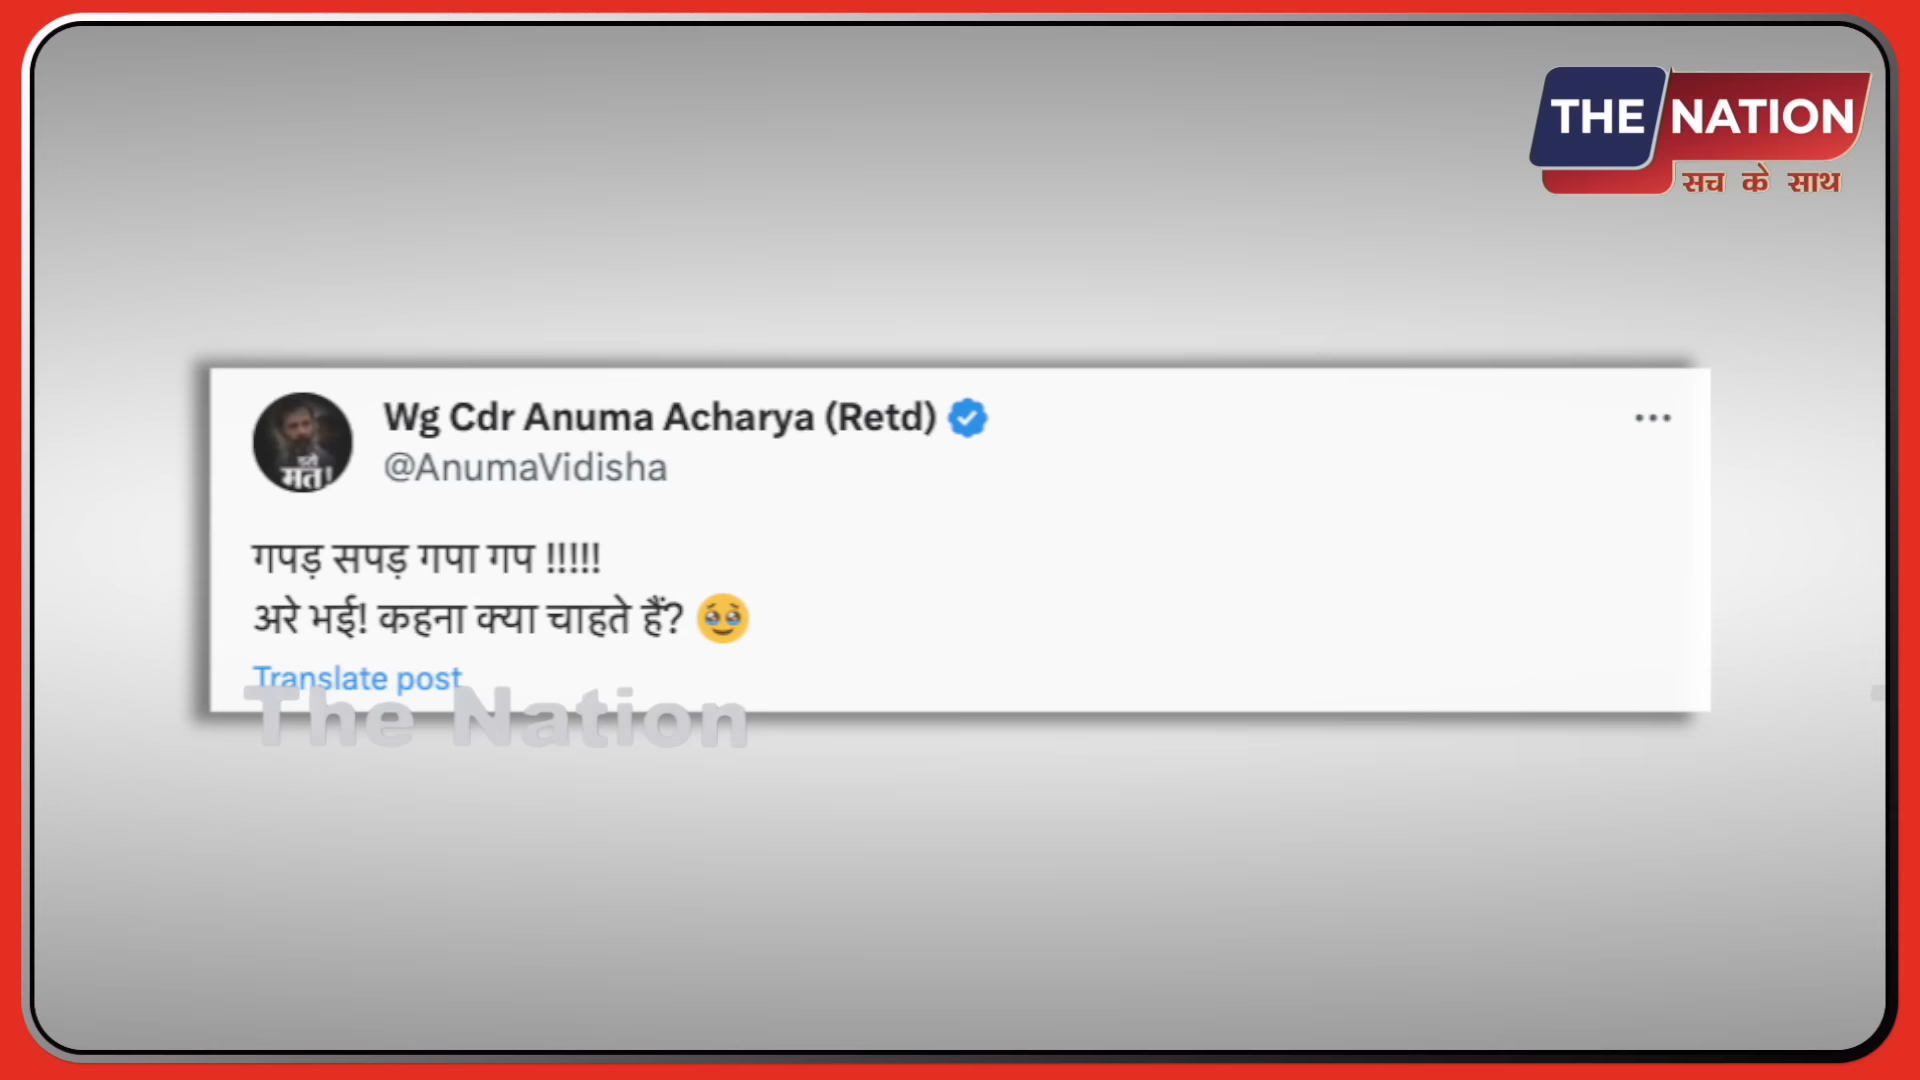 THE NATION
सच के साथ
Wg Cdr Anuma Acharya (Retd)
@AnumaVidisha
मत!
गपड़ सपड़ गपा गप !!!!!
अरे भई! कहना क्या चाहते हैं? 🥹
Translate post
The Nation